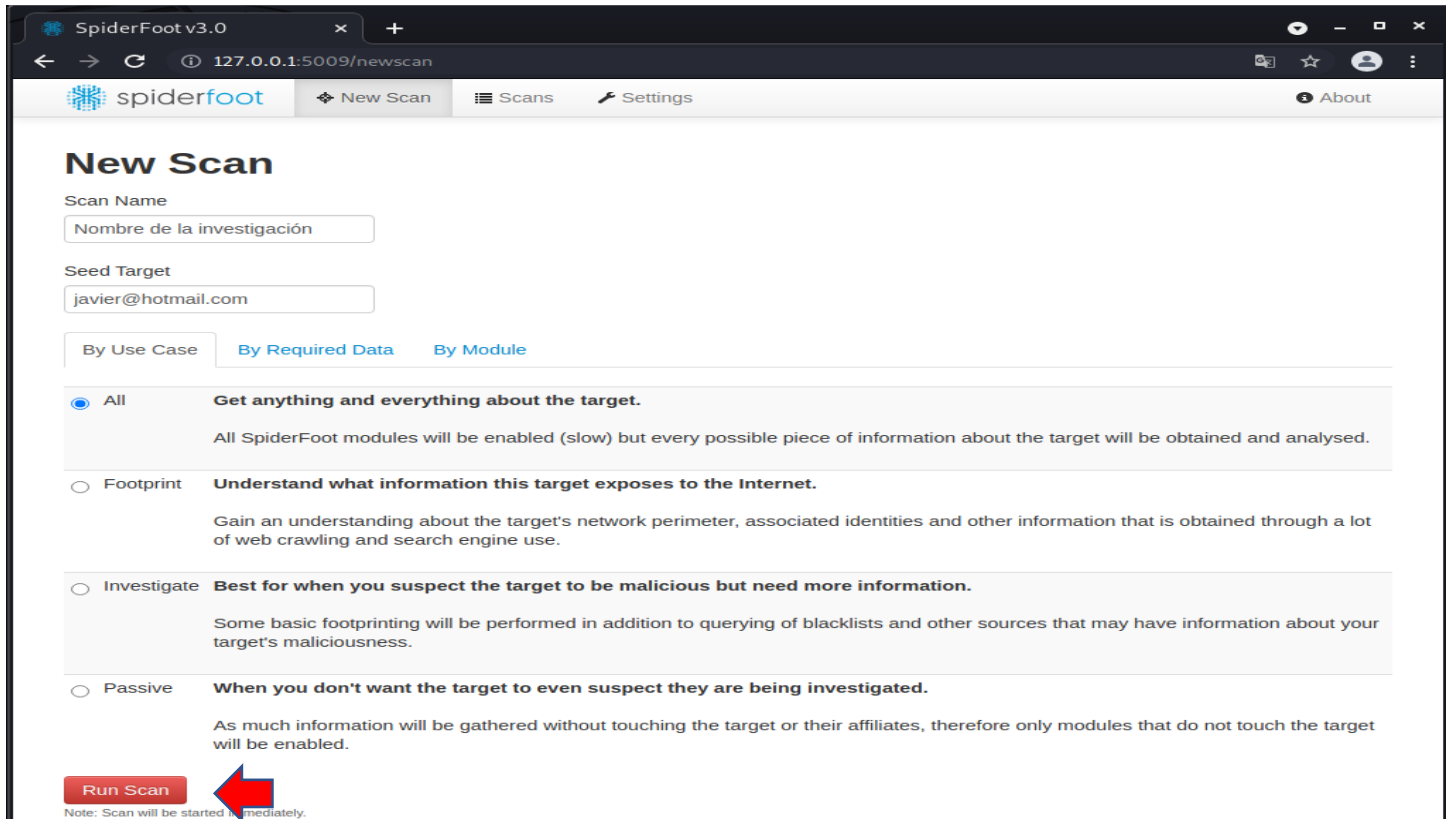 SpiderFoot v3.0
127.0.0.1:5009/newscan
spiderfoot
New Scan
Scans
Settings
About
New Scan
Scan Name
Nombre de la investigación
Seed Target
javier@hotmail.com
By Use Case
By Required Data
By Module
All
Get anything and everything about the target.
All SpiderFoot modules will be enabled (slow) but every possible piece of information about the target will be obtained and analysed.
Footprint
Understand what information this target exposes to the Internet.
Gain an understanding about the target's network perimeter, associated identities and other information that is obtained through a lot
of web crawling and search engine use.
Investigate
Best for when you suspect the target to be malicious but need more information.
Some basic footprinting will be performed in addition to querying of blacklists and other sources that may have information about your
target's maliciousness.
Passive
When you don't want the target to even suspect they are being investigated.
As much information will be gathered without touching the target or their affiliates, therefore only modules that do not touch the target
will be enabled.
Run Scan
Note: Scan will be started immediately.